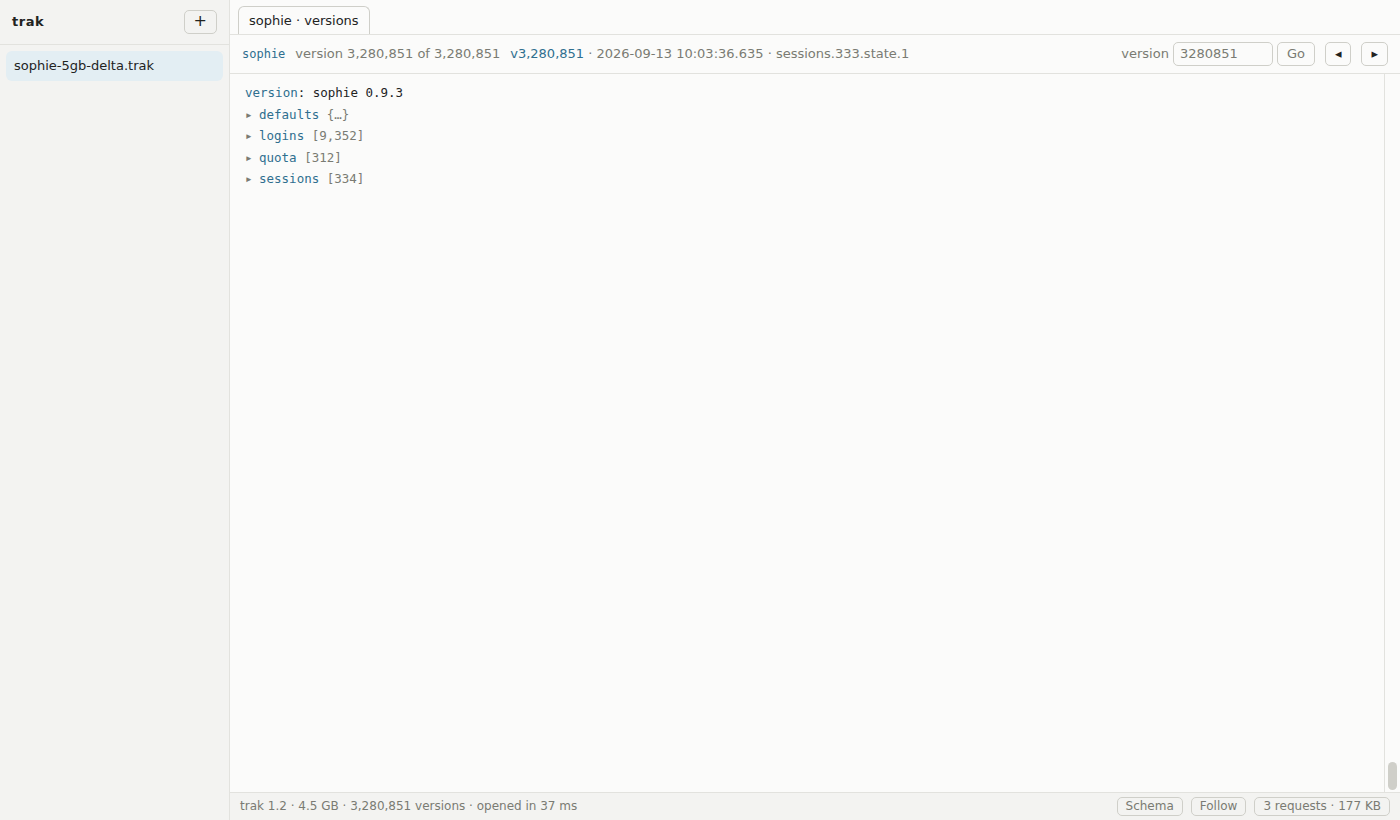 trak
+
sophie-5gb-delta.trak
sophie · versions
sophie version 3,280,851 of 3,280,851 v3,280,851 · 2026-09-13 10:03:36.635 · sessions.333.state.1
version 3280851 Go ◂ ▸
version: sophie 0.9.3
▸ defaults {…}
▸ logins [9,352]
▸ quota [312]
▸ sessions [334]
trak 1.2 · 4.5 GB · 3,280,851 versions · opened in 37 ms
Schema Follow 3 requests · 177 KB